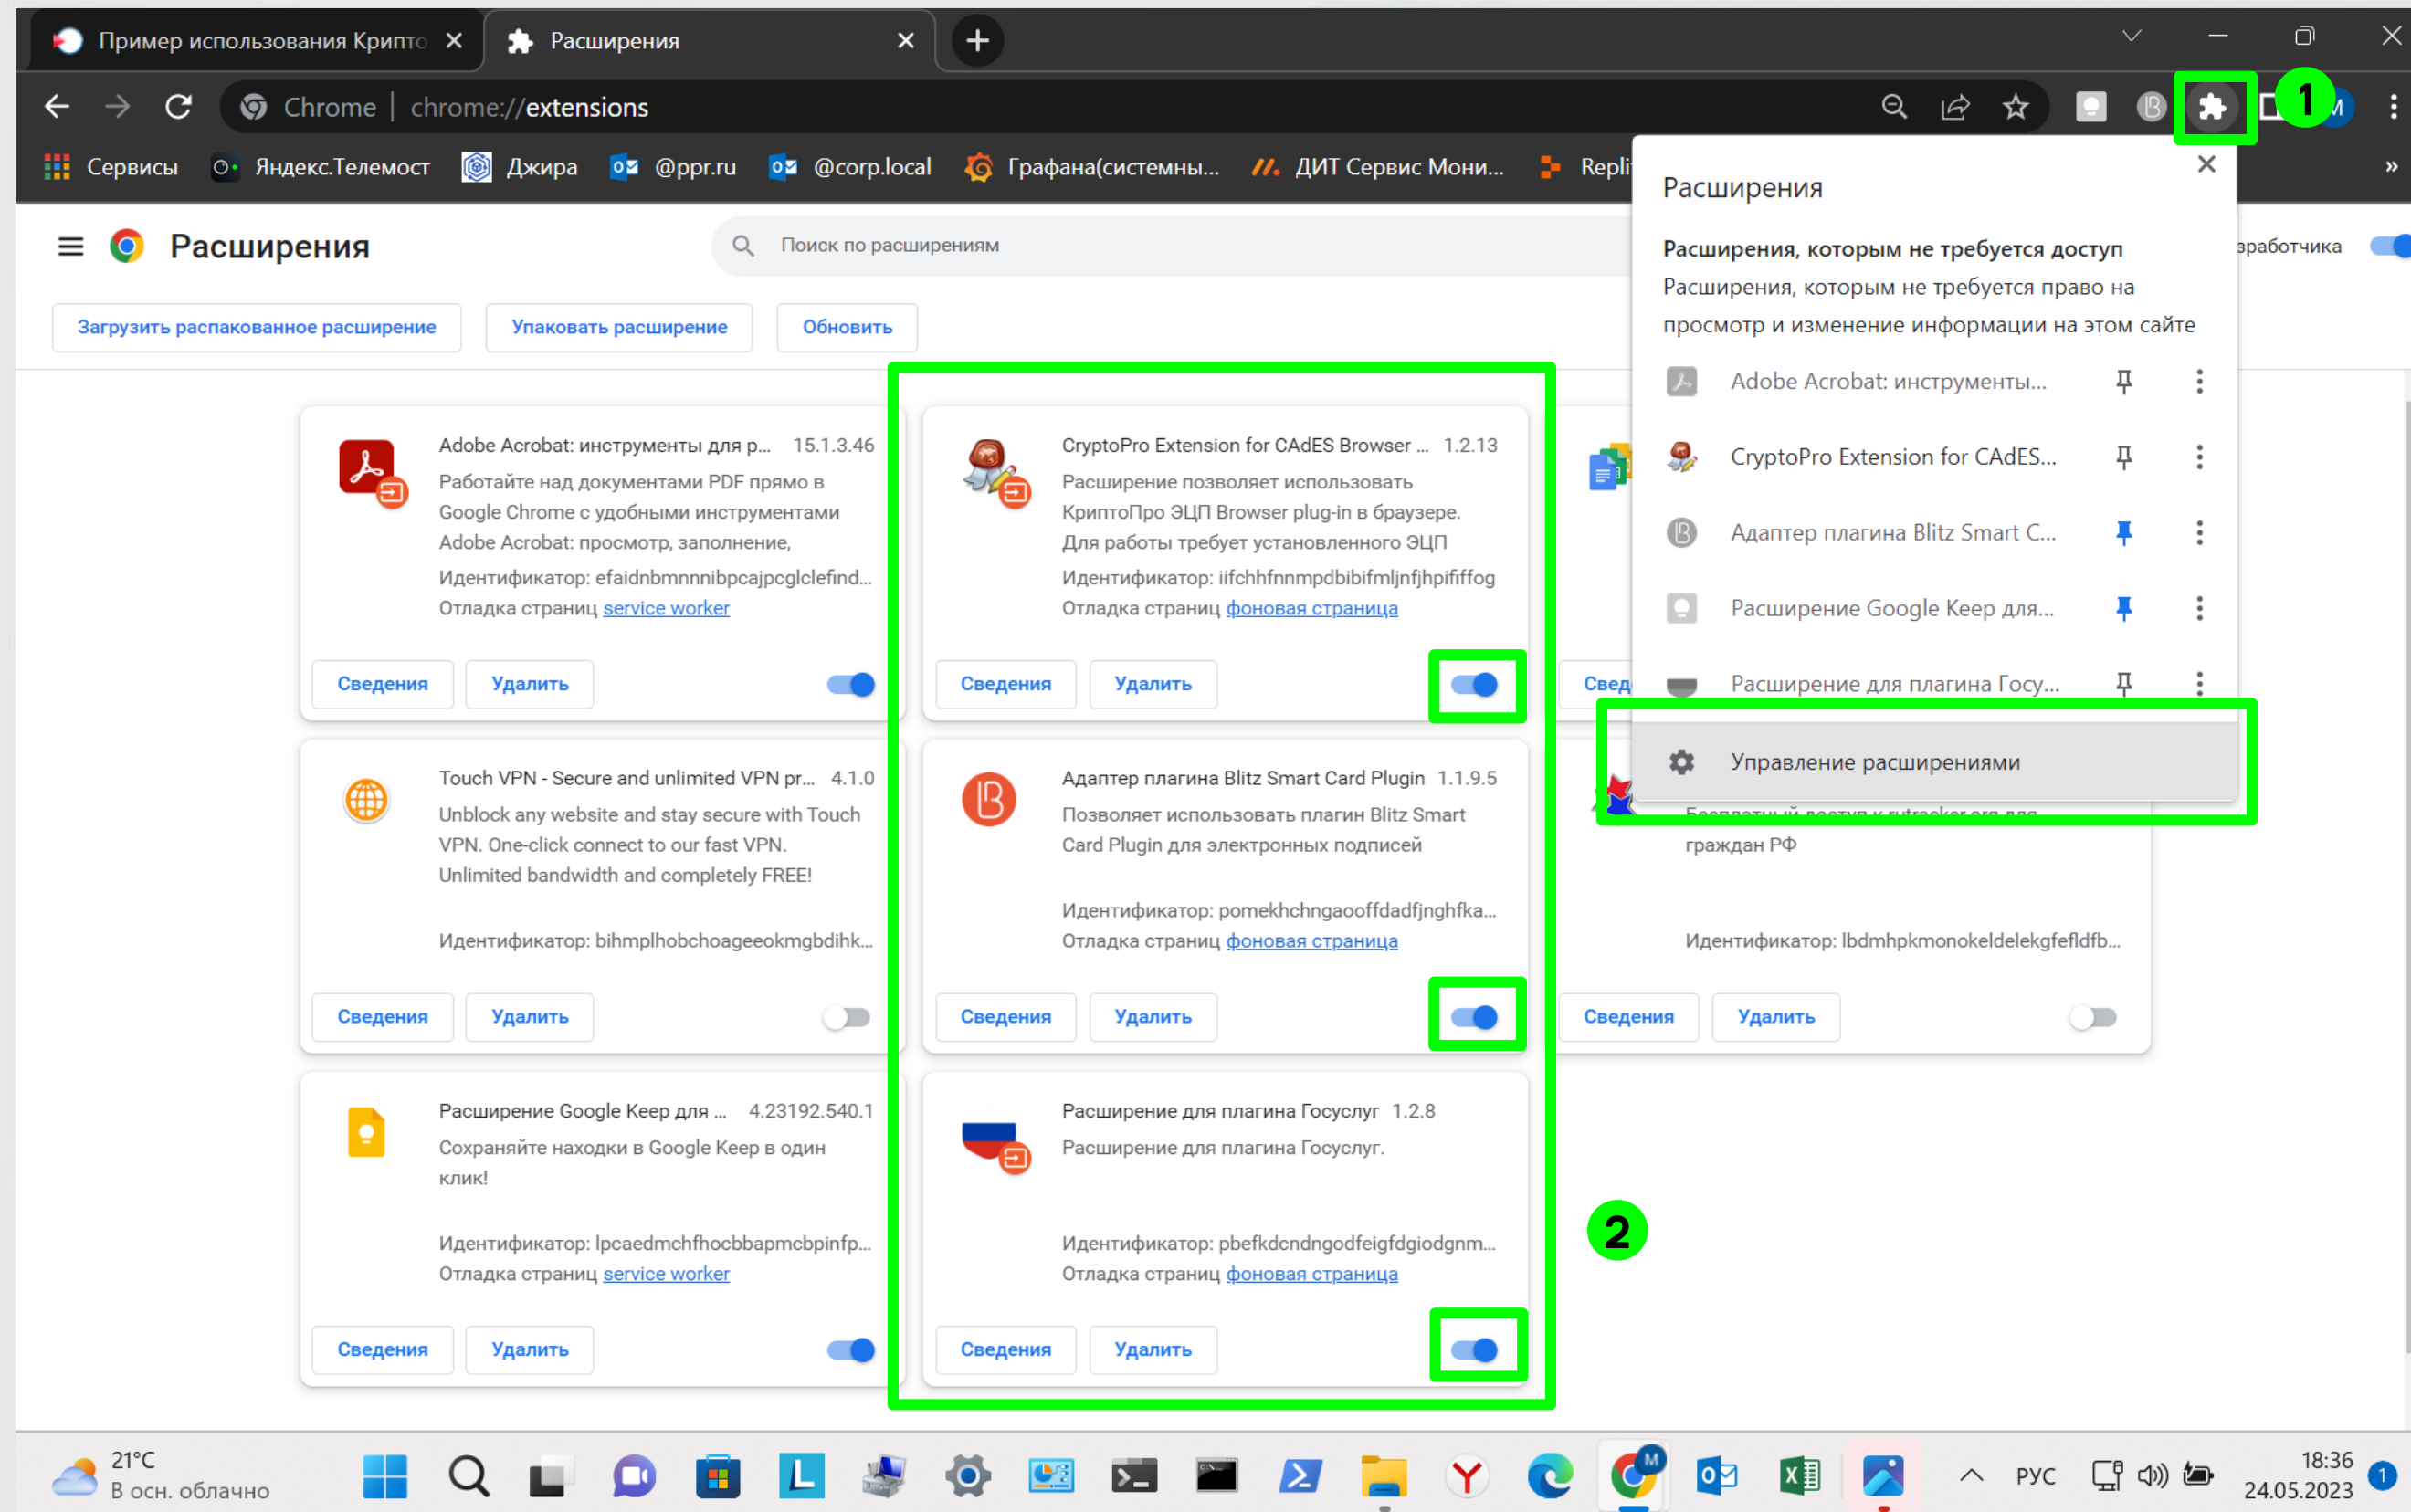 Пример использования Крипто
Расширения
1
Chrome | chrome://extensions
Сервисы
Яндекс.Телемост
Джира
@ppr.ru
@corp.local
Графана(системны...
ДИТ Сервис Мони...
Repli
»
Расширения
Поиск по расширениям
зработчика
Загрузить распакованное расширение
Упаковать расширение
Обновить
Расширения
Расширения, которым не требуется доступ
Расширения, которым не требуется право на
просмотр и изменение информации на этом сайте
Adobe Acrobat: инструменты...
CryptoPro Extension for CAdES...
Адаптер плагина Blitz Smart C...
Расширение Google Keep для...
Расширение для плагина Госу...
Управление расширениями
Adobe Acrobat: инструменты для р... 15.1.3.46
Работайте над документами PDF прямо в
Google Chrome с удобными инструментами
Adobe Acrobat: просмотр, заполнение,
Идентификатор: efaidnbmnnnibpcajpcglclefind...
Отладка страниц service worker
Сведения
Удалить
CryptoPro Extension for CAdES Browser ... 1.2.13
Расширение позволяет использовать
КриптоПро ЭЦП Browser plug-in в браузере.
Для работы требует установленного ЭЦП
Идентификатор: iifchhfnnmpdbibifmljnfjhpififfog
Отладка страниц фоновая страница
Сведения
Удалить
Свед
Touch VPN - Secure and unlimited VPN pr... 4.1.0
Unblock any website and stay secure with Touch
VPN. One-click connect to our fast VPN.
Unlimited bandwidth and completely FREE!
Идентификатор: bihmplhobchoageeokmgbdihk...
Сведения
Удалить
Адаптер плагина Blitz Smart Card Plugin 1.1.9.5
Позволяет использовать плагин Blitz Smart
Card Plugin для электронных подписей
Идентификатор: pomekhchngaooffdadfjnghfka...
Отладка страниц фоновая страница
Сведения
Удалить
Бесплатный доступ к rutracker.org для
граждан РФ
Идентификатор: lbdmhpkmonokeldelekgfefldfb...
Сведения
Удалить
Расширение Google Keep для ... 4.23192.540.1
Сохраняйте находки в Google Keep в один
клик!
Идентификатор: lpcaedmchfhocbbapmcbpinfp...
Отладка страниц service worker
Сведения
Удалить
Расширение для плагина Госуслуг 1.2.8
Расширение для плагина Госуслуг.
Идентификатор: pbefkdcndngodfeigfdgiodgnm...
Отладка страниц фоновая страница
Сведения
Удалить
2
21°C
В осн. облачно
M
РУС
18:36
24.05.2023
1